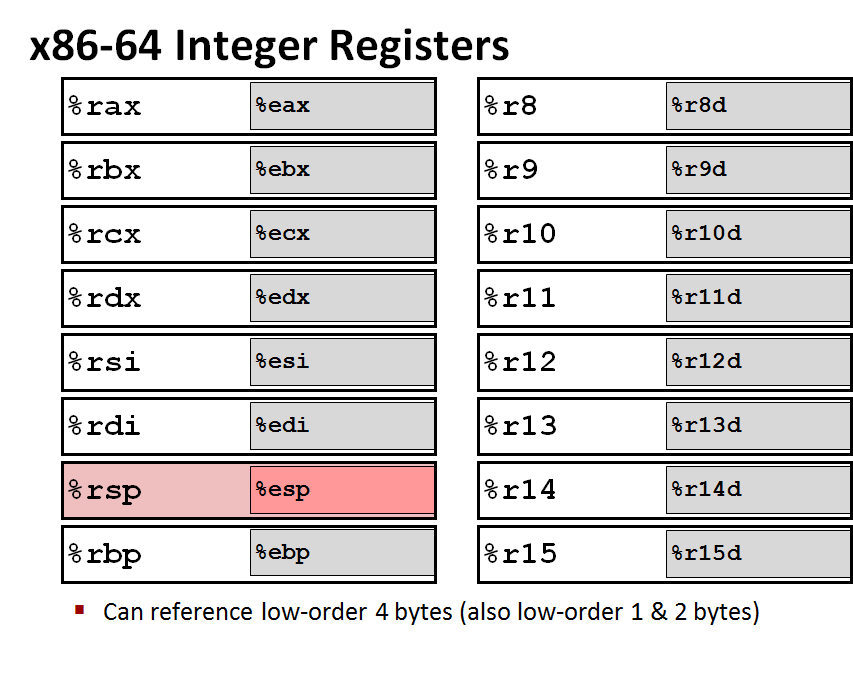 x86-64 Integer Registers
%rax %eax %r8 %r8d
%rbx %ebx %r9 %r9d
%rcx %ecx %r10 %r10d
%rdx %edx %r11 %r11d
%rsi %esi %r12 %r12d
%rdi %edi %r13 %r13d
%rsp %esp %r14 %r14d
%rbp %ebp %r15 %r15d
▪ Can reference low-order 4 bytes (also low-order 1 & 2 bytes)